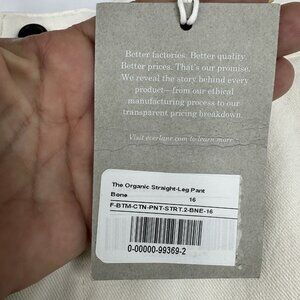 Better factories. Better quality.
Better prices. That's our promise.
We reveal the story behind every
product—from our ethical
manufacturing process to our
transparent pricing breakdown.
Visit everlane.com to learn more.
The Organic Straight-Leg Pant
Bone 16
F-BTM-CTN-PNT-STRT.2-BNE-16
0-00000-99369-2